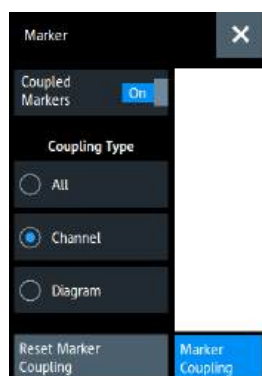 Marker
Coupled
Markers
On
Coupling Type
All
Channel
Diagram
Reset Marker
Coupling
Marker
Coupling